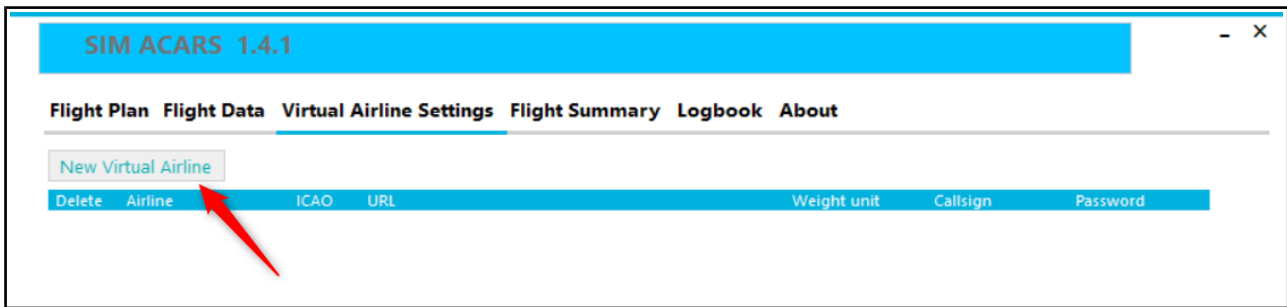 SIM ACARS 1.4.1
Flight Plan Flight Data Virtual Airline Settings Flight Summary Logbook About
New Virtual Airline
Delete Airline ICAO URL Weight unit Callsign Password